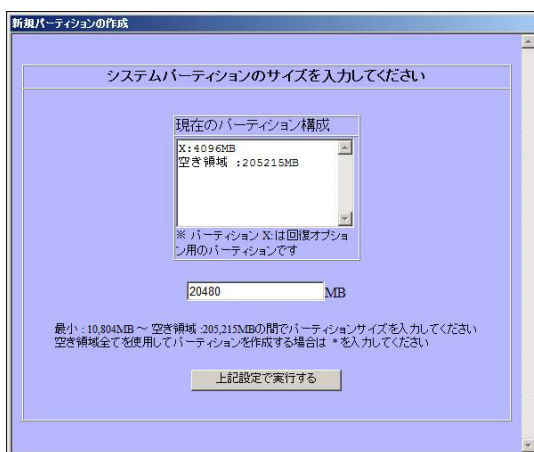 新規パーティションの作成
システムパーティションのサイズを入力してください
現在のパーティション構成
X:4096MB
空き領域 :205215MB
※ パーティション X:は回復オプショ
ン用のパーティションです
20480 MB
最小 : 10,804MB ～ 空き領域 :205,215MBの間でパーティションサイズを入力してください
空き領域全てを使用してパーティションを作成する場合は *を入力してください
上記設定で実行する